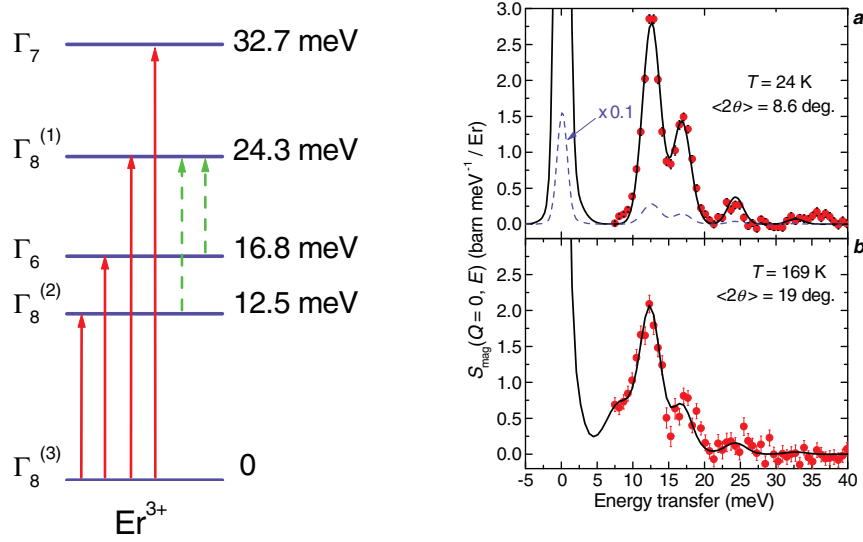 Γ₇ 32.7 meV
Γ₈⁽¹⁾ 24.3 meV
Γ₆ 16.8 meV
Γ₈⁽²⁾ 12.5 meV
Γ₈⁽³⁾ 0
Er³⁺
a
3.0
2.5
2.0
1.5
1.0
0.5
0.0
T = 24 K
<2θ> = 8.6 deg.
x 0.1
b
2.5
2.0
1.5
1.0
0.5
0.0
T = 169 K
<2θ> = 19 deg.
S_mag(Q = 0, E) (barn meV⁻¹ / Er)
-5 0 5 10 15 20 25 30 35 40
Energy transfer (meV)